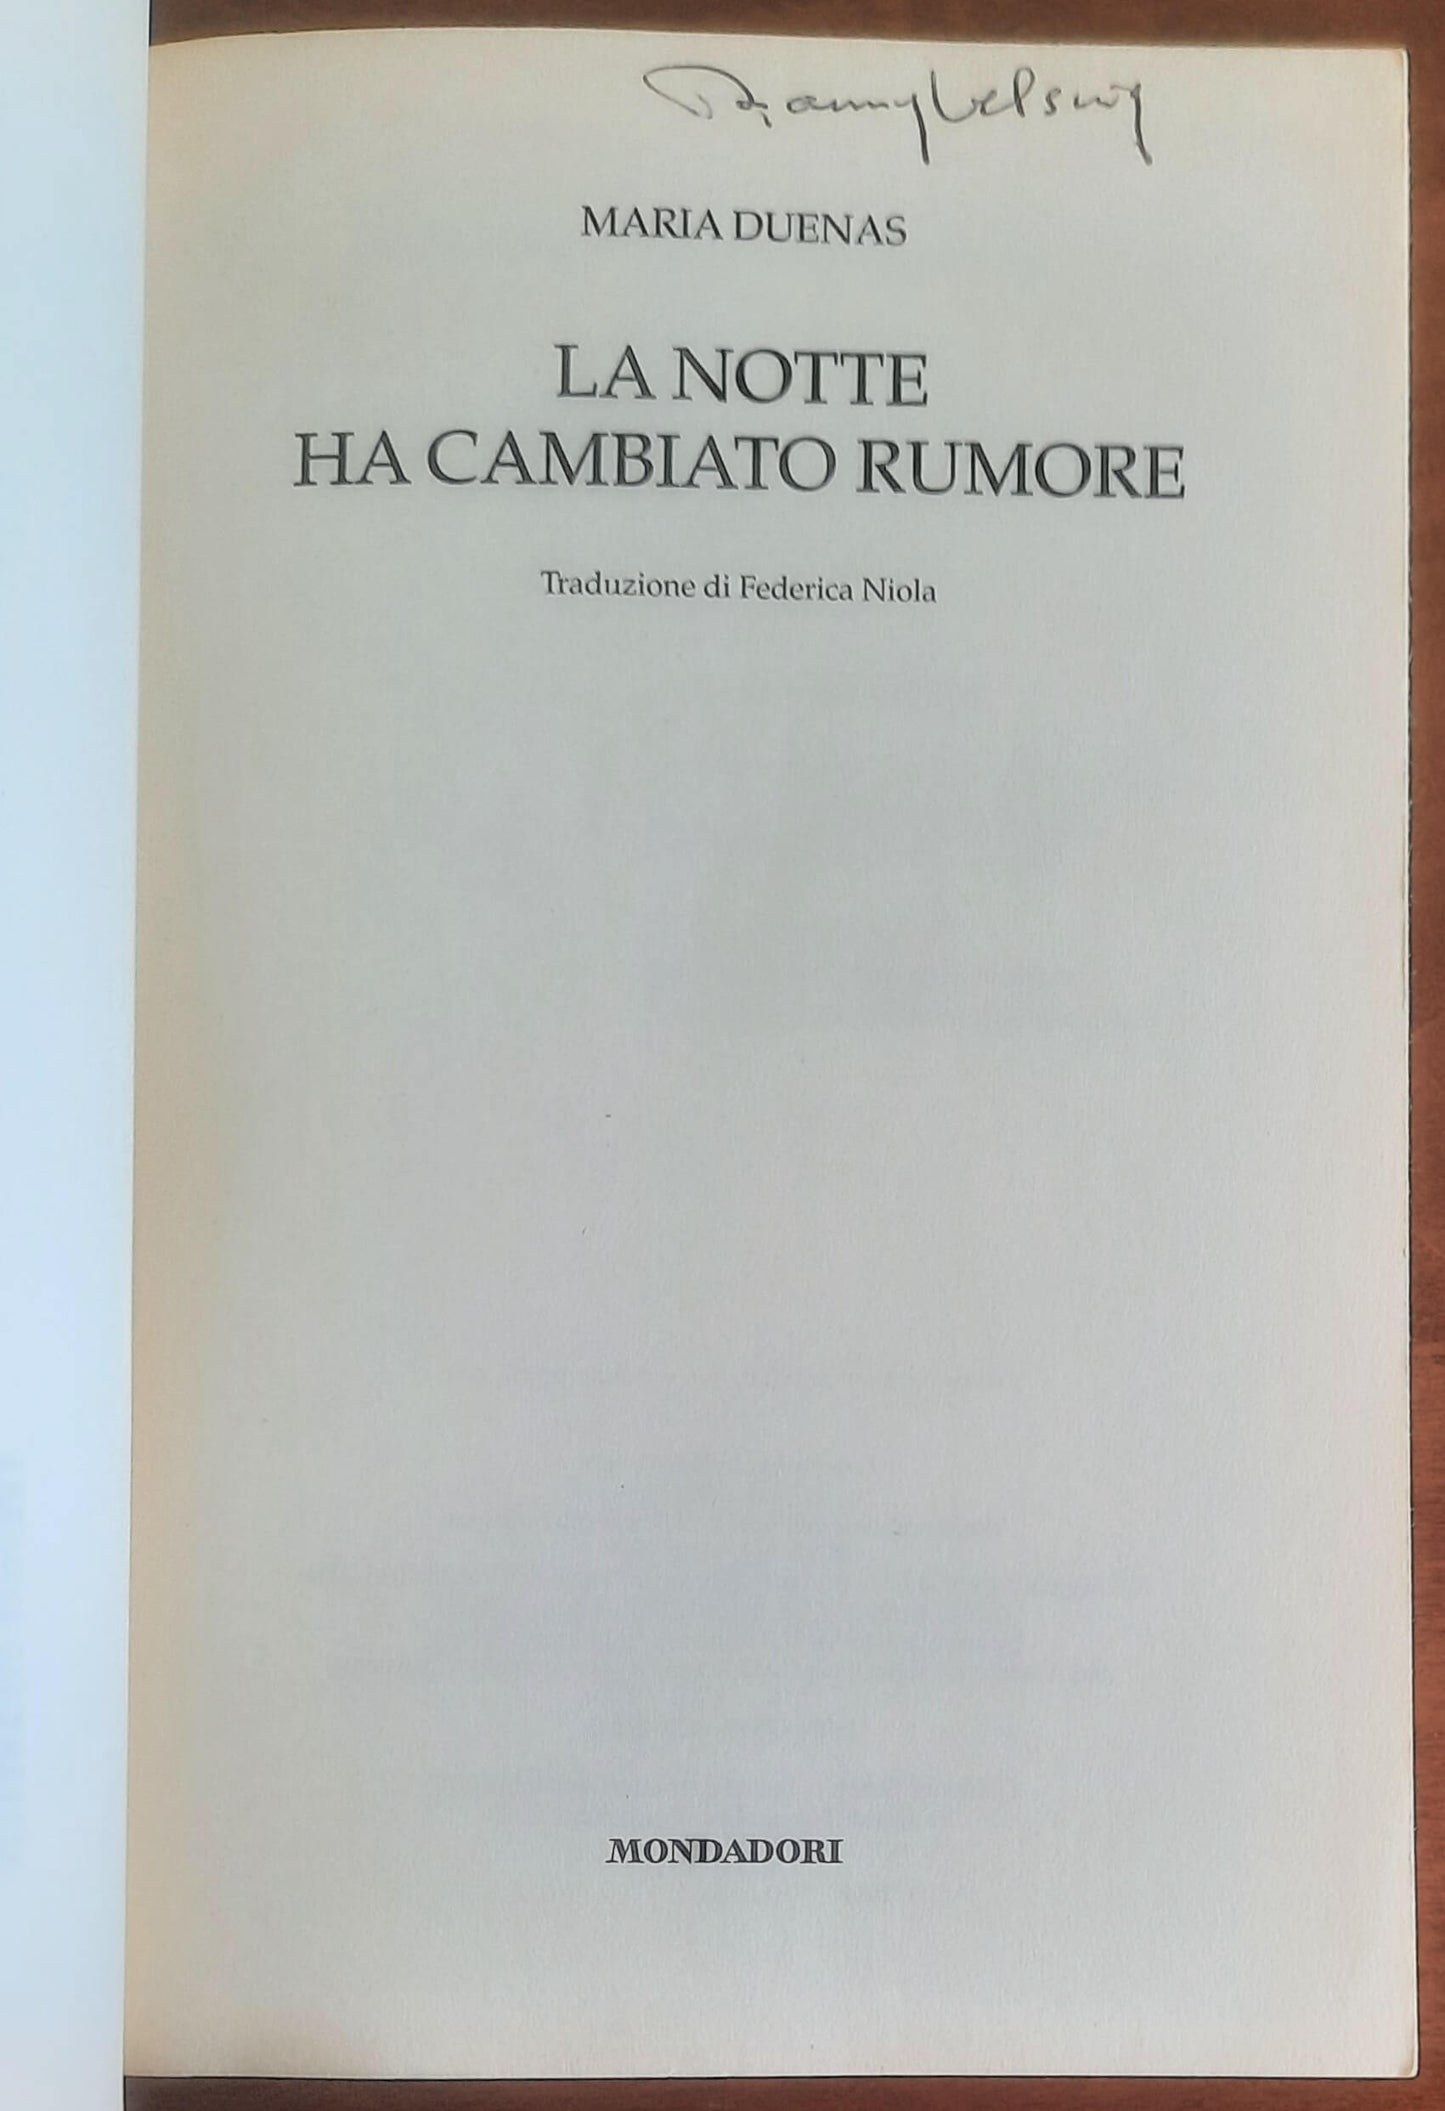 MARIA DUENAS
LA NOTTE
HA CAMBIATO RUMORE
Traduzione di Federica Niola
MONDADORI